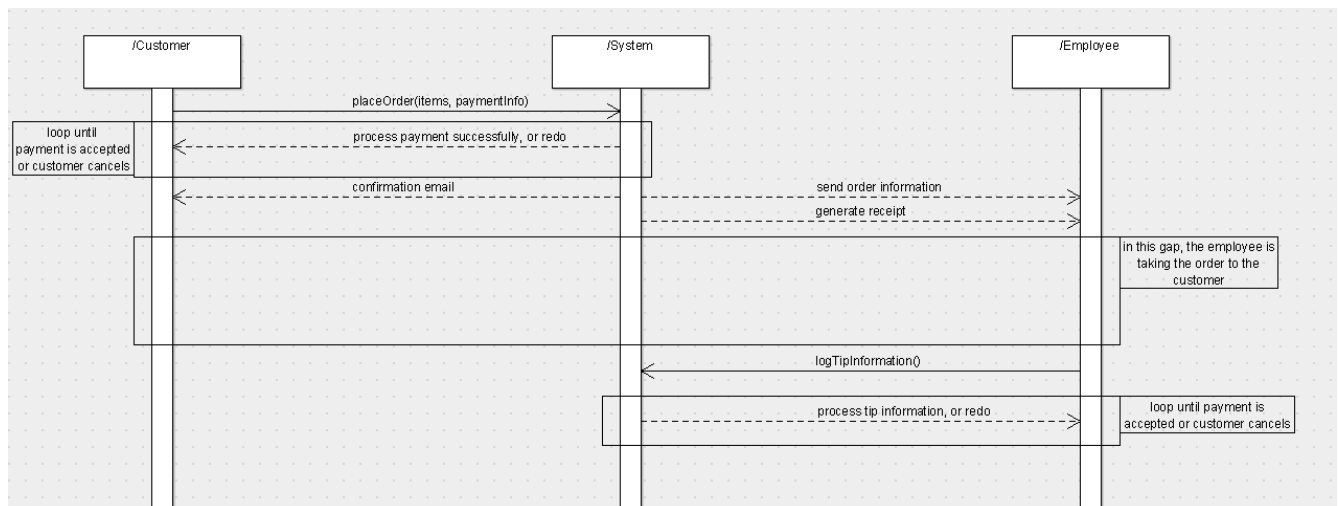 /Customer
/System
/Employee
placeOrder(items, paymentInfo)
loop until
payment is accepted
or customer cancels
process payment successfully, or redo
confirmation email
send order information
generate receipt
in this gap, the employee is
taking the order to the
customer
logTipInformation()
process tip information, or redo
loop until payment is
accepted or customer cancels